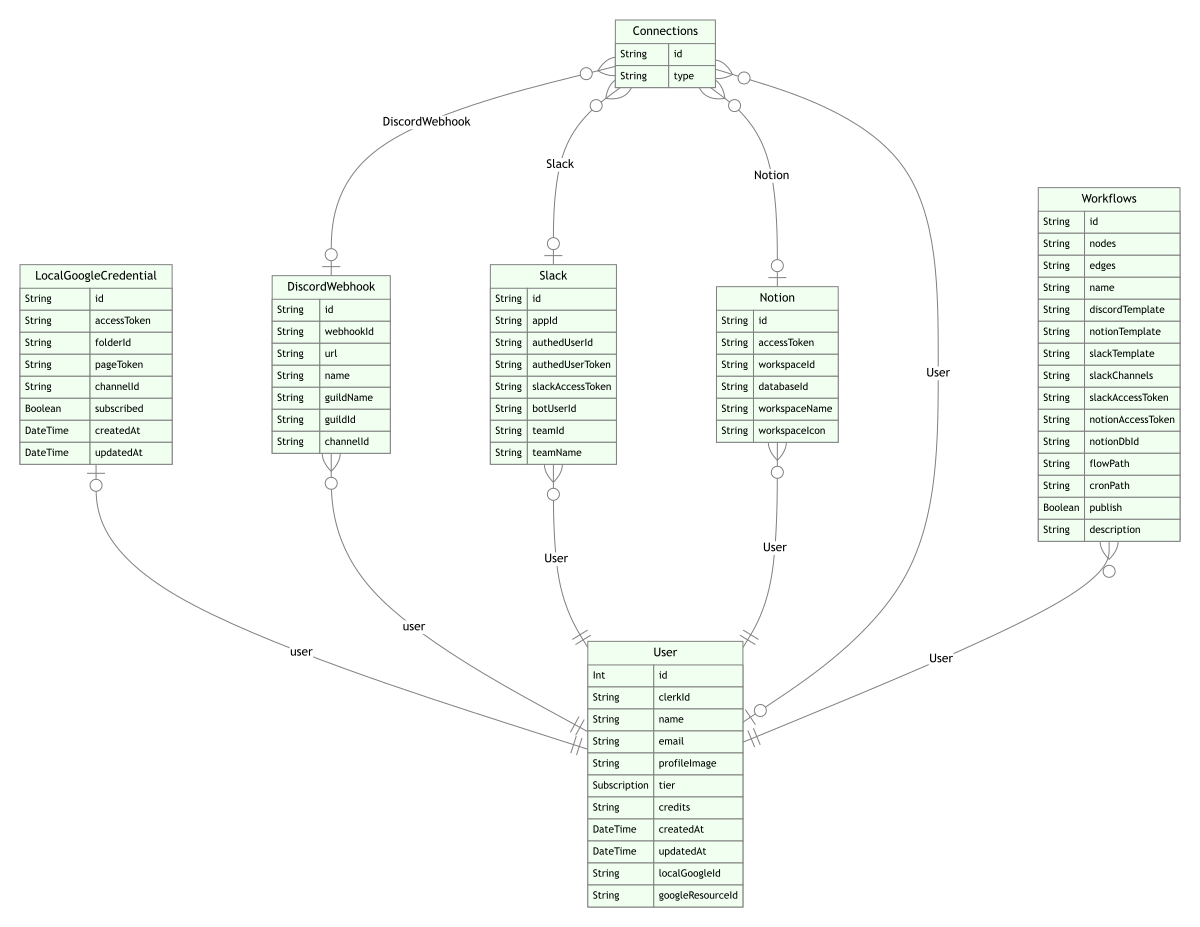 Connections
String id
String type
DiscordWebhook
Slack
Notion
User
LocalGoogleCredential
String id
String accessToken
String folderId
String pageToken
String channelId
Boolean subscribed
DateTime createdAt
DateTime updatedAt
DiscordWebhook
String id
String webhookId
String url
String name
String guildName
String guildId
String channelId
Slack
String id
String appId
String authedUserId
String authedUserToken
String slackAccessToken
String botUserId
String teamId
String teamName
Notion
String id
String accessToken
String workspaceId
String databaseId
String workspaceName
String workspaceIcon
Workflows
String id
String nodes
String edges
String name
String discordTemplate
String notionTemplate
String slackTemplate
String slackChannels
String slackAccessToken
String notionAccessToken
String notionDbId
String flowPath
String cronPath
Boolean publish
String description
user
user
User
User
User
User
Int id
String clerkId
String name
String email
String profileImage
Subscription tier
String credits
DateTime createdAt
DateTime updatedAt
String localGoogleId
String googleResourceId